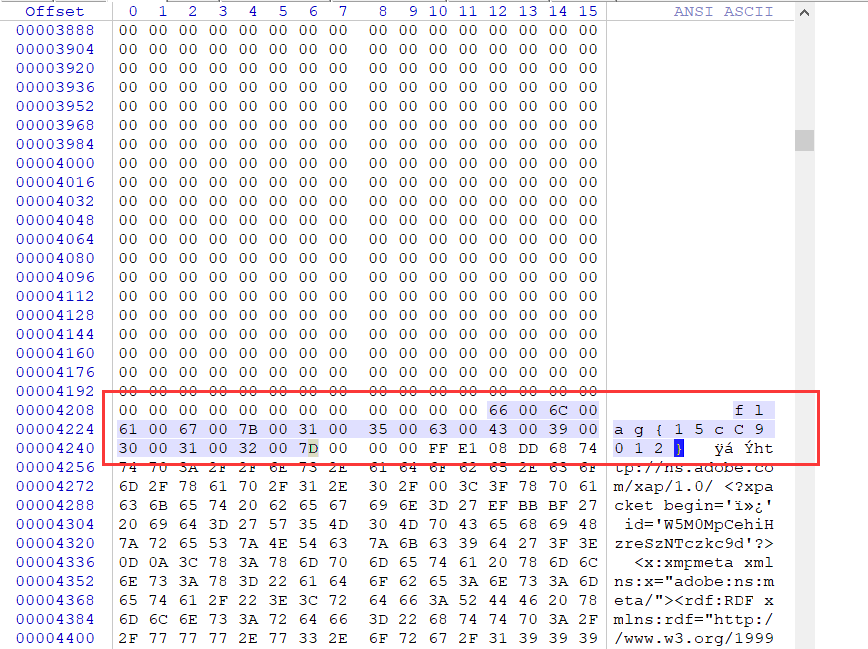 Offset 0 1 2 3 4 5 6 7 8 9 10 11 12 13 14 15 ANSI ASCII
00003888 00 00 00 00 00 00 00 00 00 00 00 00 00 00 00 00
00003904 00 00 00 00 00 00 00 00 00 00 00 00 00 00 00 00
00003920 00 00 00 00 00 00 00 00 00 00 00 00 00 00 00 00
00003936 00 00 00 00 00 00 00 00 00 00 00 00 00 00 00 00
00003952 00 00 00 00 00 00 00 00 00 00 00 00 00 00 00 00
00003968 00 00 00 00 00 00 00 00 00 00 00 00 00 00 00 00
00003984 00 00 00 00 00 00 00 00 00 00 00 00 00 00 00 00
00004000 00 00 00 00 00 00 00 00 00 00 00 00 00 00 00 00
00004016 00 00 00 00 00 00 00 00 00 00 00 00 00 00 00 00
00004032 00 00 00 00 00 00 00 00 00 00 00 00 00 00 00 00
00004048 00 00 00 00 00 00 00 00 00 00 00 00 00 00 00 00
00004064 00 00 00 00 00 00 00 00 00 00 00 00 00 00 00 00
00004080 00 00 00 00 00 00 00 00 00 00 00 00 00 00 00 00
00004096 00 00 00 00 00 00 00 00 00 00 00 00 00 00 00 00
00004112 00 00 00 00 00 00 00 00 00 00 00 00 00 00 00 00
00004128 00 00 00 00 00 00 00 00 00 00 00 00 00 00 00 00
00004144 00 00 00 00 00 00 00 00 00 00 00 00 00 00 00 00
00004160 00 00 00 00 00 00 00 00 00 00 00 00 00 00 00 00
00004176 00 00 00 00 00 00 00 00 00 00 00 00 00 00 00 00
00004192 00 00 00 00 00 00 00 00 00 00 00 00 00 00 00 00
00004208 00 00 00 00 00 00 00 00 00 00 00 00 66 00 6C 00 f l
00004224 61 00 67 00 7B 00 31 00 35 00 63 00 43 00 39 00 a g { 1 5 c C 9
00004240 30 00 31 00 32 00 7D 00 00 00 FF E1 08 DD 68 74 0 1 2 } ÿá Ýht
00004256 74 70 3A 2F 2F 6E 73 2E 61 64 6F 62 65 2E 63 6F tp://ns.adobe.co
00004272 6D 2F 78 61 70 2F 31 2E 30 2F 00 3C 3F 78 70 61 m/xap/1.0/ <?xpa
00004288 63 6B 65 74 20 62 65 67 69 6E 3D 27 EF BB BF 27 cket begin='ï»¿'
00004304 20 69 64 3D 27 57 35 4D 30 4D 70 43 65 68 69 48 id='W5M0MpCehiH
00004320 7A 72 65 53 7A 4E 54 63 7A 6B 63 39 64 27 3F 3E zreSzNTczkc9d'?>
00004336 0D 0A 3C 78 3A 78 6D 70 6D 65 74 61 20 78 6D 6C <x:xmpmeta xml
00004352 6E 73 3A 78 3D 22 61 64 6F 62 65 3A 6E 73 3A 6D ns:x="adobe:ns:m
00004368 65 74 61 2F 22 3E 3C 72 64 66 3A 52 44 46 20 78 eta/"><rdf:RDF x
00004384 6D 6C 6E 73 3A 72 64 66 3D 22 68 74 74 70 3A 2F mlns:rdf="http:/
00004400 2F 77 77 77 2E 77 33 2E 6F 72 67 2F 31 39 39 39 /www.w3.org/1999